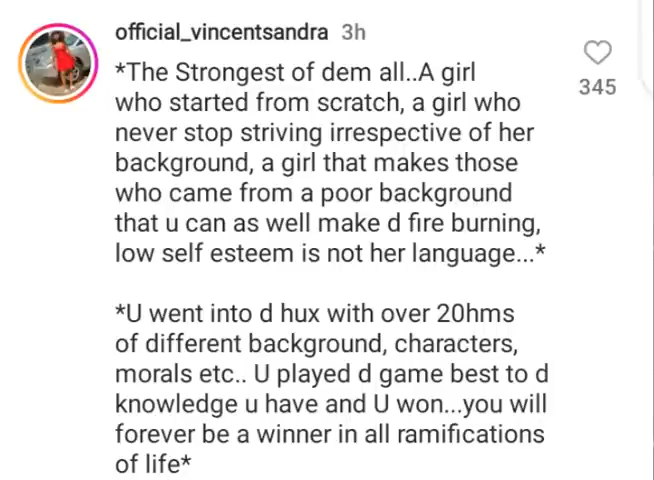 official_vincentsandra 3h
*The Strongest of dem all..A girl
who started from scratch, a girl who
never stop striving irrespective of her
background, a girl that makes those
who came from a poor background
that u can as well make d fire burning,
low self esteem is not her language...*
345
*U went into d hux with over 20hms
of different background, characters,
morals etc.. U played d game best to d
knowledge u have and U won...you will
forever be a winner in all ramifications
of life*